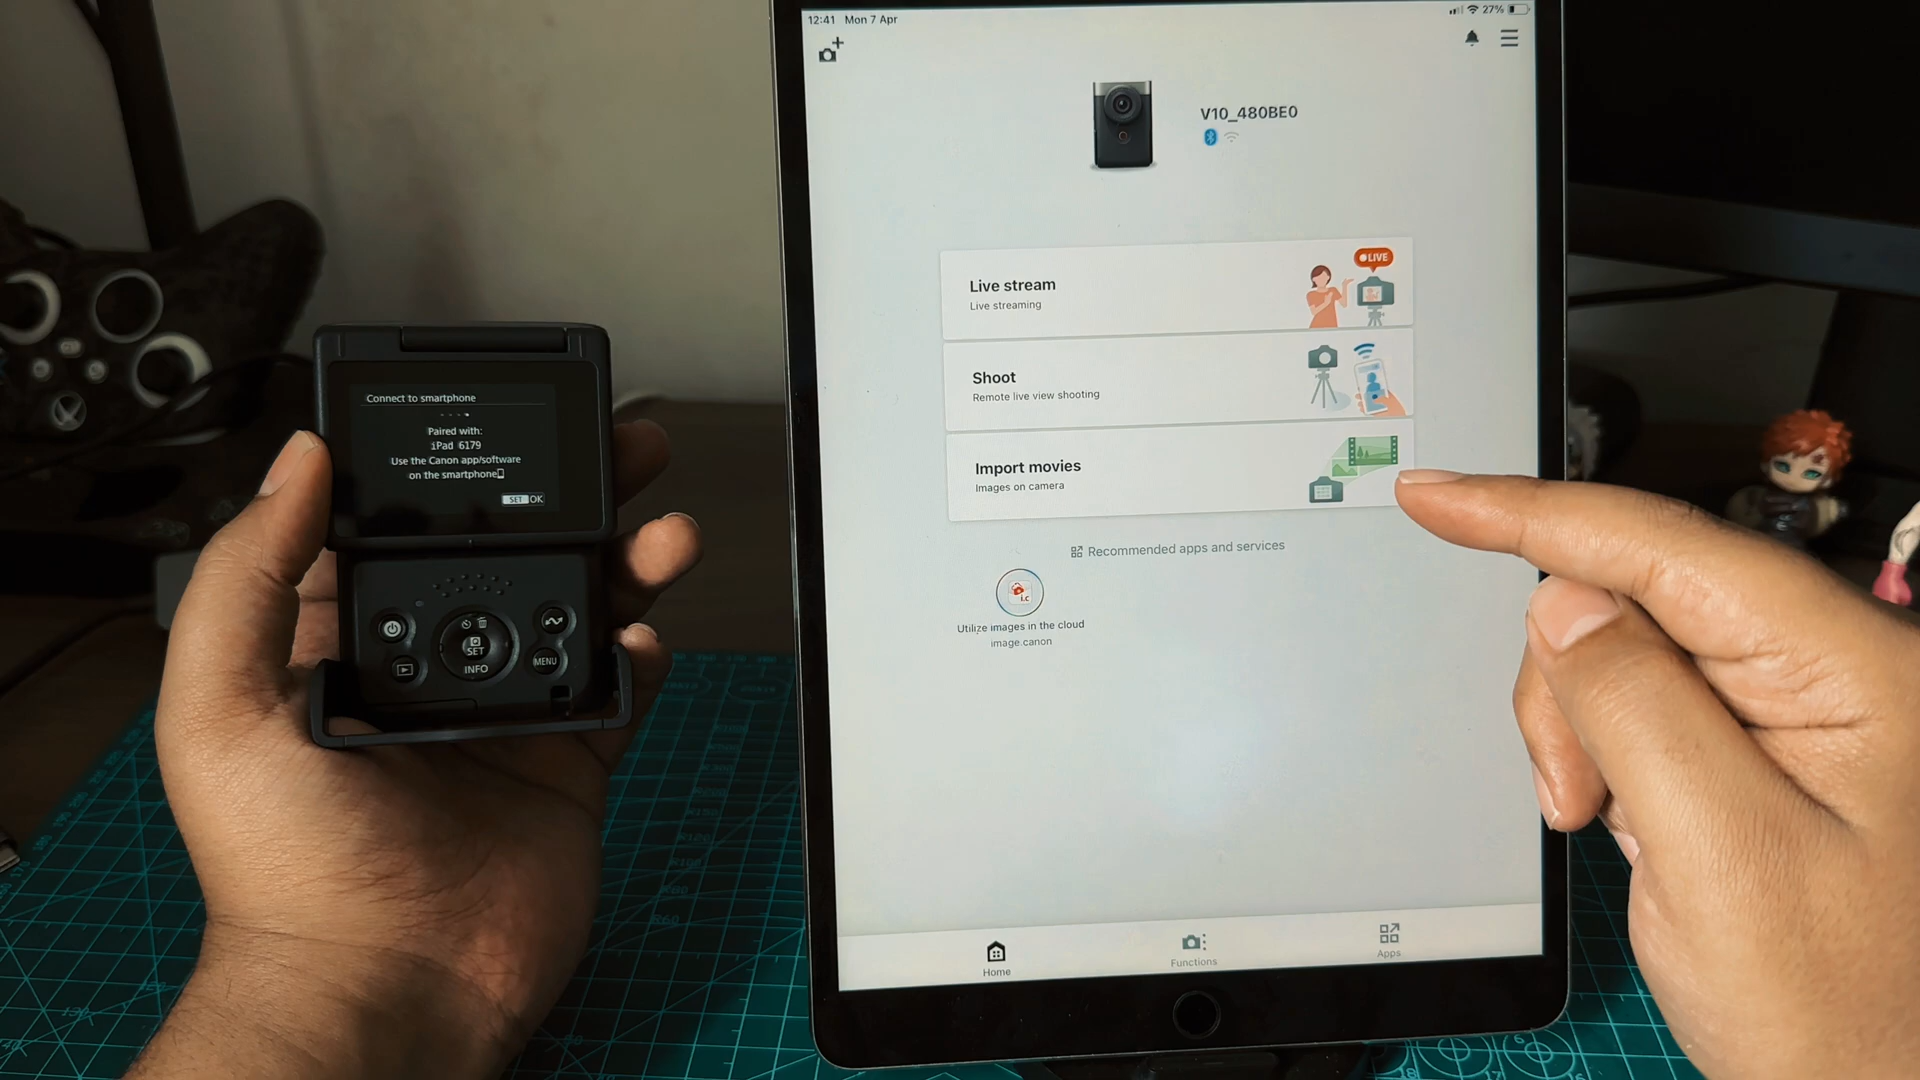 Connect to smartphone
Paired with:
iPad 6179
Use the Canon app/software
on the smartphone
SET OK
SET
INFO
MENU
12:41 Mon 7 Apr
27%
V10_480BE0
Live stream
Live streaming
LIVE
Shoot
Remote live view shooting
Import movies
Images on camera
Recommended apps and services
i.c
Utilize images in the cloud
image.canon
Home
Functions
Apps